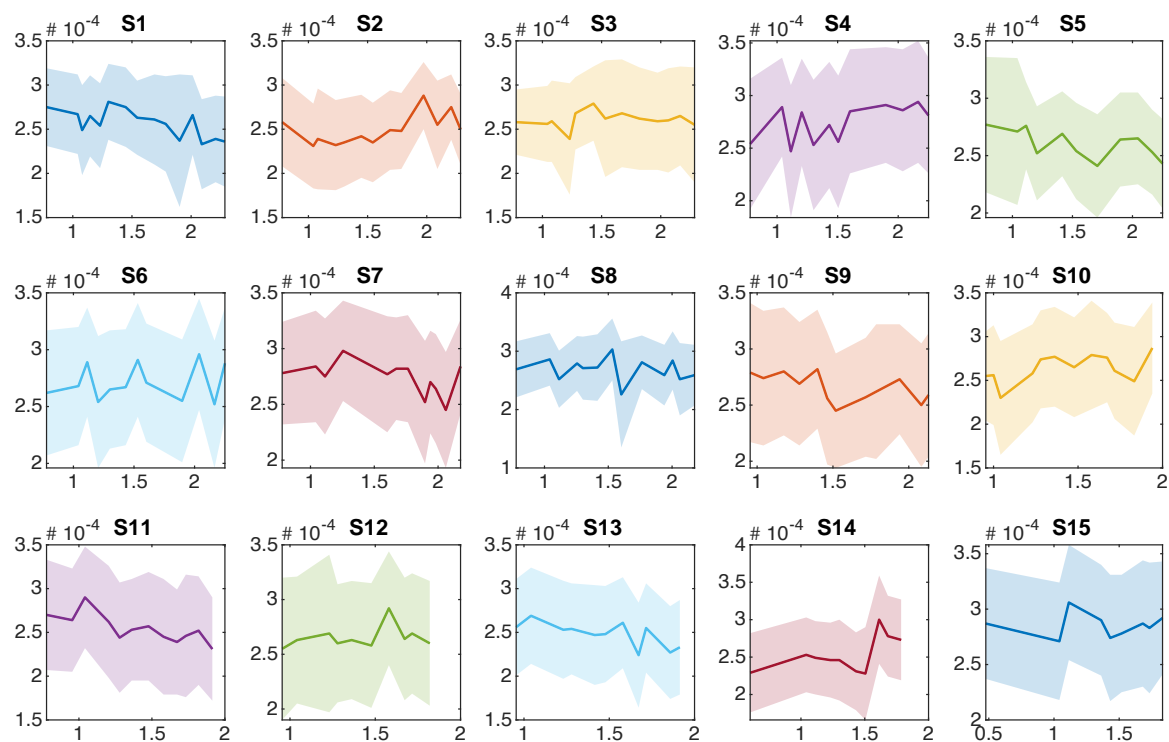 # 10-4 S1 # 10-4 S2 # 10-4 S3 # 10-4 S4 # 10-4 S5
3.5 3.5 3.5 3.5 3.5
3 3 3 3 3
2.5 2.5 2.5 2.5 2.5
2 2 2 2 2
1.5 1.5 1.5
1 1.5 2 1 1.5 2 1 1.5 2 1 1.5 2 1 1.5 2
# 10-4 S6 # 10-4 S7 # 10-4 S8 # 10-4 S9 # 10-4 S10
3.5 3.5 4 3.5 3.5
3 3 3 3 3
2.5 2.5 2 2.5 2.5
2 2 1 2 2
1.5
1 1.5 2 1 1.5 2 1 1.5 2 1 1.5 2 1 1.5 2
# 10-4 S11 # 10-4 S12 # 10-4 S13 # 10-4 S14 # 10-4 S15
3.5 3.5 3.5 4 3.5
3 3 3 3.5 3
2.5 2.5 2.5 3 2.5
2 2 2 2.5 2
1.5 1.5 2
1 1.5 2 1 1.5 2 1 1.5 2 1 1.5 2 0.5 1 1.5